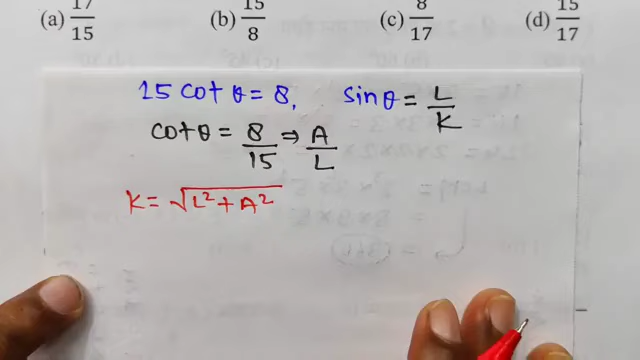 (a) 17/15 (b) 15/8 (c) 8/17 (d) 15/17
15 cot θ = 8, sin θ = L/K
cot θ = 8/15 ⇒ A/L
K = √L² + A²